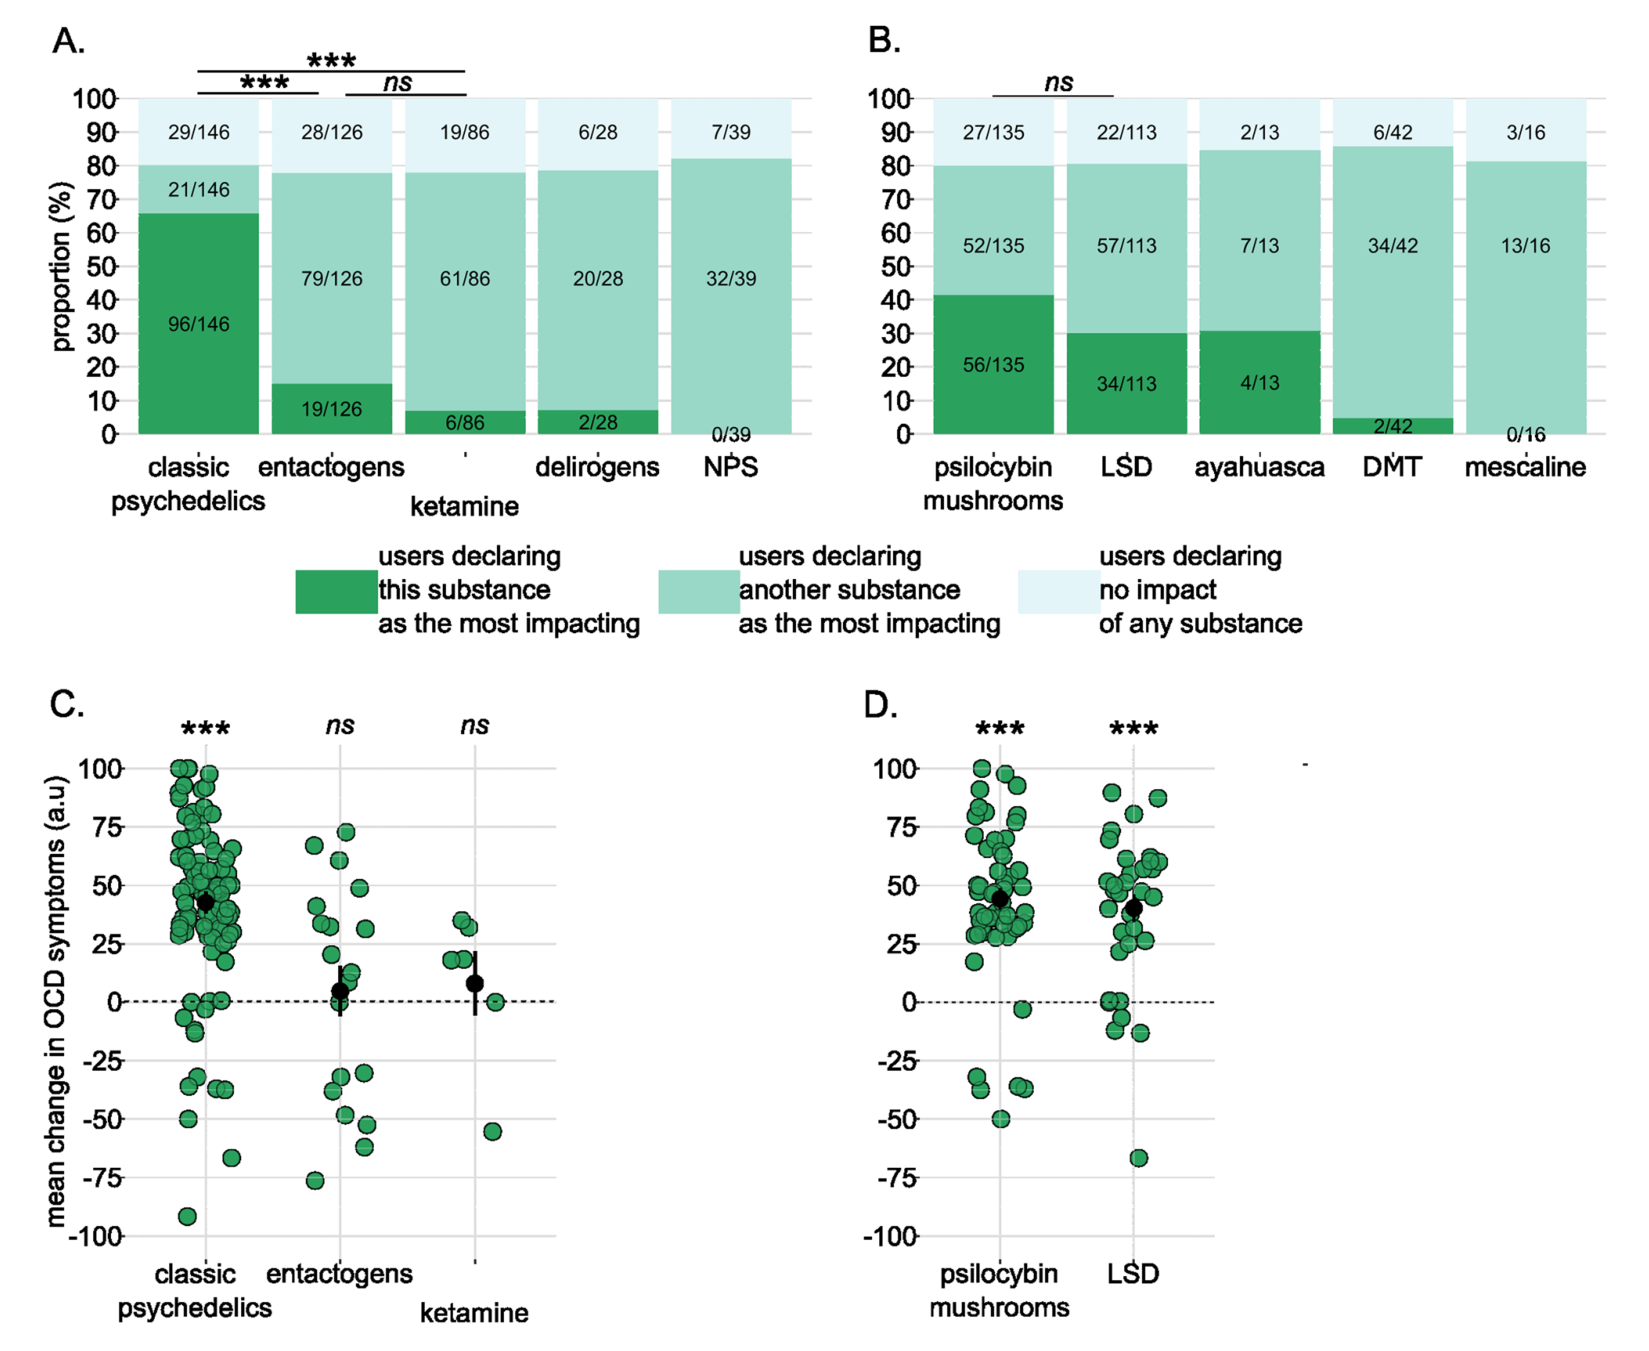 A.
***
***
ns
100
90
80
70
60
50
40
30
20
10
0
proportion (%)
29/146
28/126
19/86
6/28
7/39
21/146
79/126
61/86
20/28
32/39
96/146
19/126
6/86
2/28
0/39
classic
psychedelics
entactogens
ketamine
delirogens
NPS
B.
ns
100
90
80
70
60
50
40
30
20
10
0
27/135
22/113
2/13
6/42
3/16
52/135
57/113
7/13
34/42
13/16
56/135
34/113
4/13
2/42
0/16
psilocybin
mushrooms
LSD
ayahuasca
DMT
mescaline
users declaring
this substance
as the most impacting
users declaring
another substance
as the most impacting
users declaring
no impact
of any substance
C.
***
ns
ns
100
75
50
25
0
-25
-50
-75
-100
mean change in OCD symptoms (a.u)
classic
psychedelics
entactogens
ketamine
D.
***
***
100
75
50
25
0
-25
-50
-75
-100
psilocybin
mushrooms
LSD